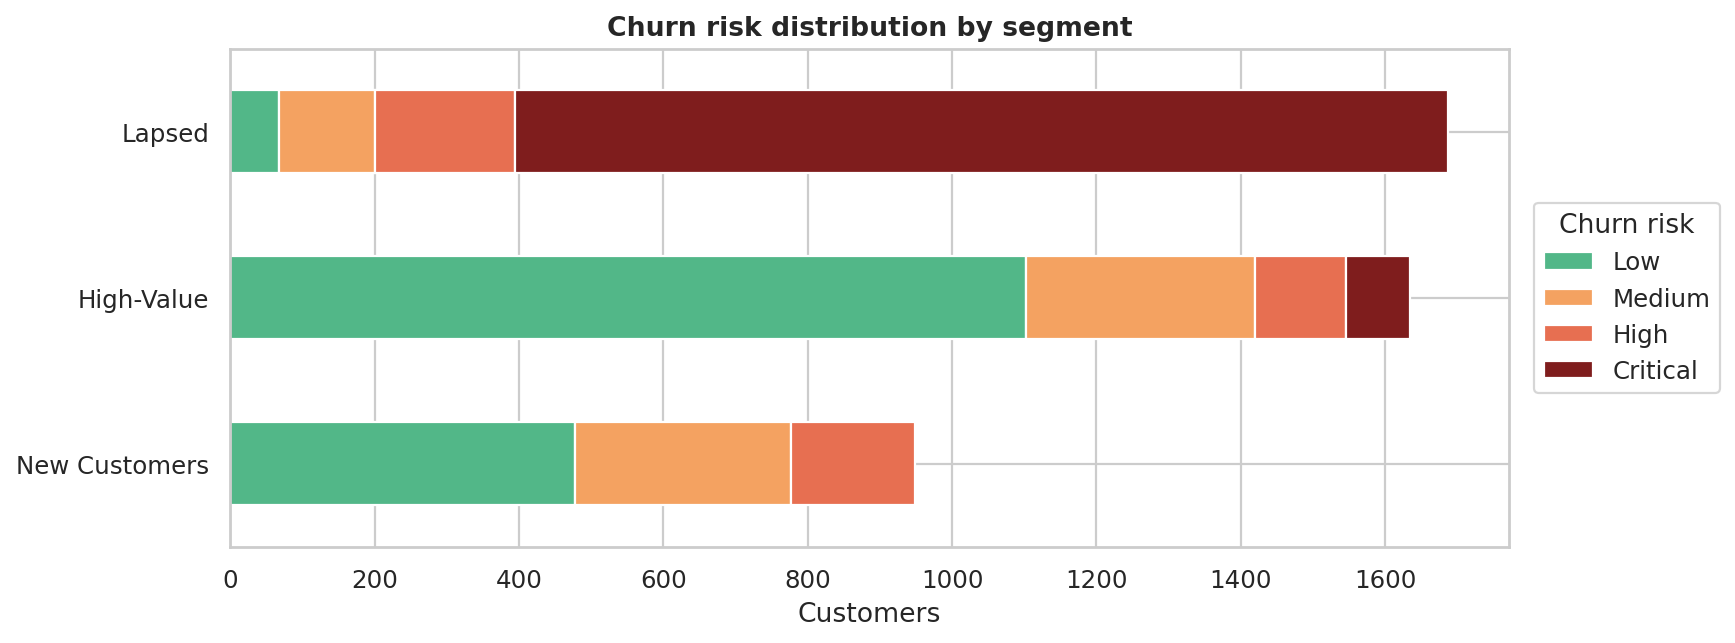 Churn risk distribution by segment
Lapsed
High-Value
New Customers
0 200 400 600 800 1000 1200 1400 1600
Customers
Churn risk
Low
Medium
High
Critical